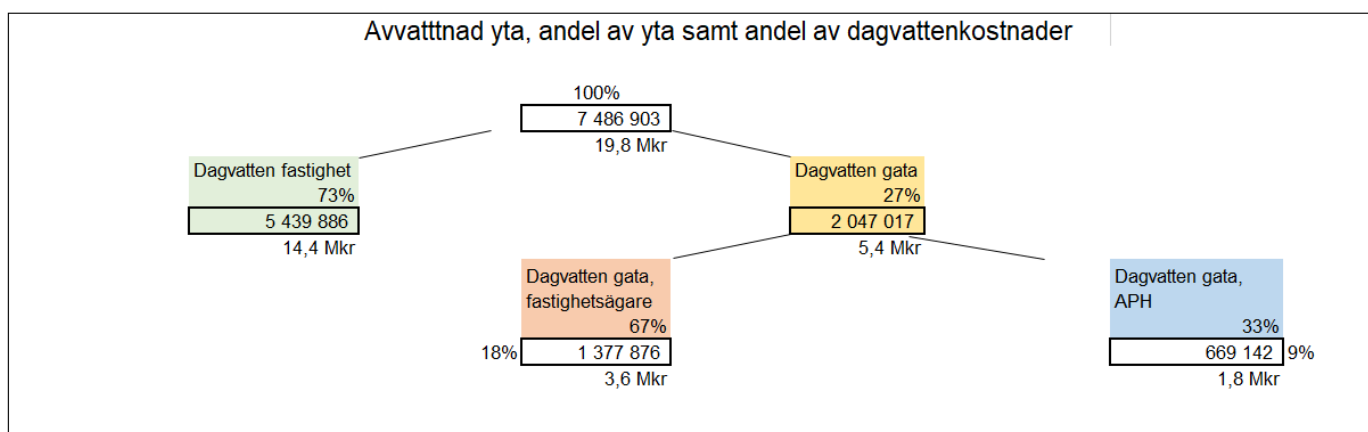 Avvatttnad yta, andel av yta samt andel av dagvattenkostnader
100%
7 486 903
19,8 Mkr
Dagvatten fastighet
73%
5 439 886
14,4 Mkr
Dagvatten gata
27%
2 047 017
5,4 Mkr
Dagvatten gata,
fastighetsägare
67%
18% 1 377 876
3,6 Mkr
Dagvatten gata,
APH
33%
669 142 9%
1,8 Mkr